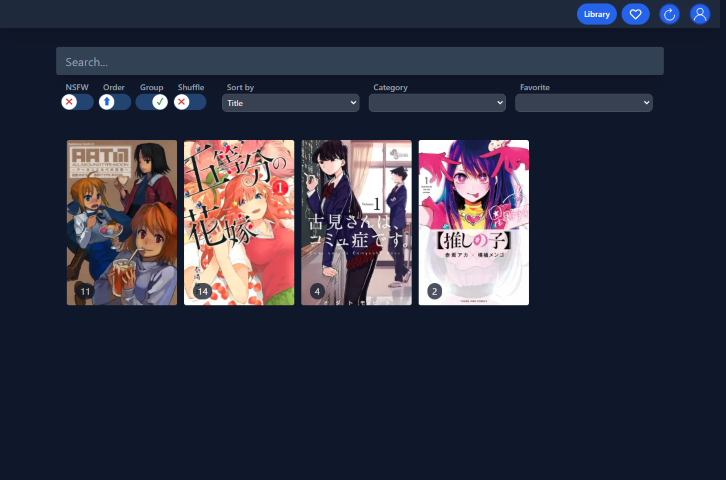 Library
Search...
NSFW Order Group Shuffle Sort by Category Favorite
Title
AATM
五等分の
花嫁
1
古見さんは、
コミュ症です。
1
【推しの子】
赤坂アカ × 横槍メンゴ
1
11
14
4
2